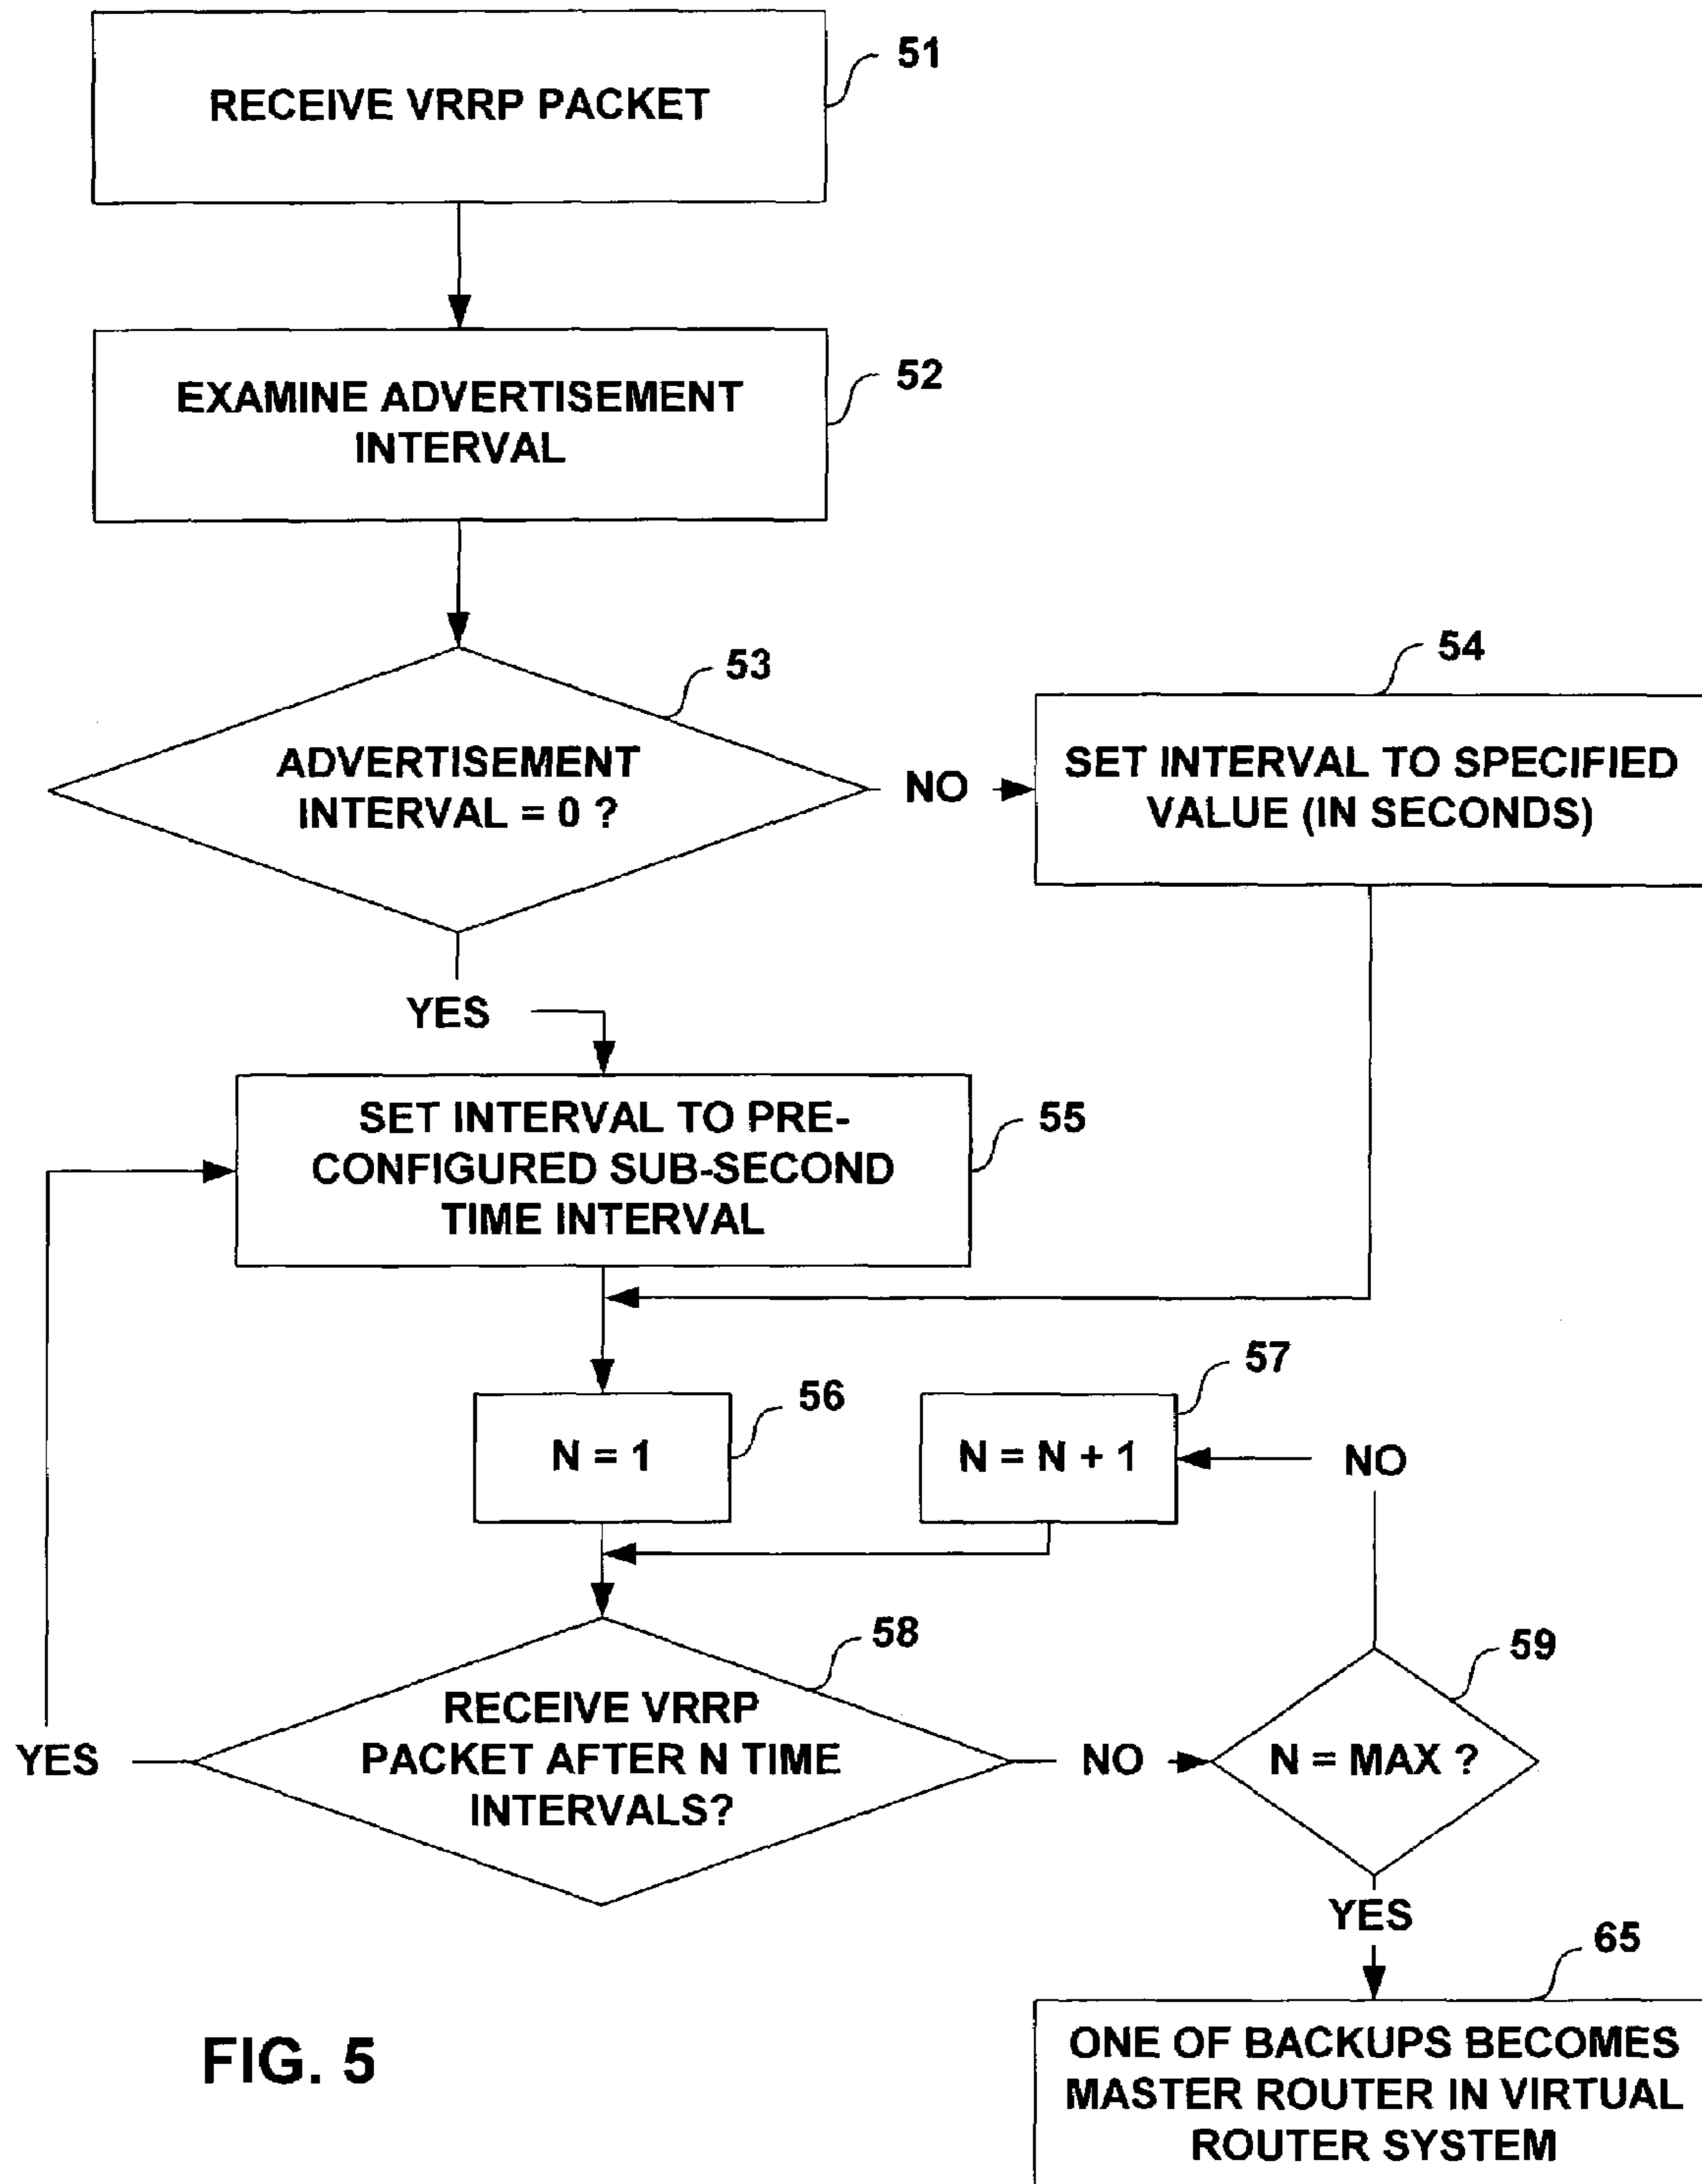 51
RECEIVE VRRP PACKET
52
EXAMINE ADVERTISEMENT
INTERVAL
53
ADVERTISEMENT
INTERVAL = 0 ?
NO
54
SET INTERVAL TO SPECIFIED
VALUE (IN SECONDS)
YES
SET INTERVAL TO PRE-
CONFIGURED SUB-SECOND
TIME INTERVAL
55
56
N = 1
57
N = N + 1
NO
58
RECEIVE VRRP
PACKET AFTER N TIME
INTERVALS?
YES
NO
59
N = MAX ?
YES
65
ONE OF BACKUPS BECOMES
MASTER ROUTER IN VIRTUAL
ROUTER SYSTEM
FIG. 5